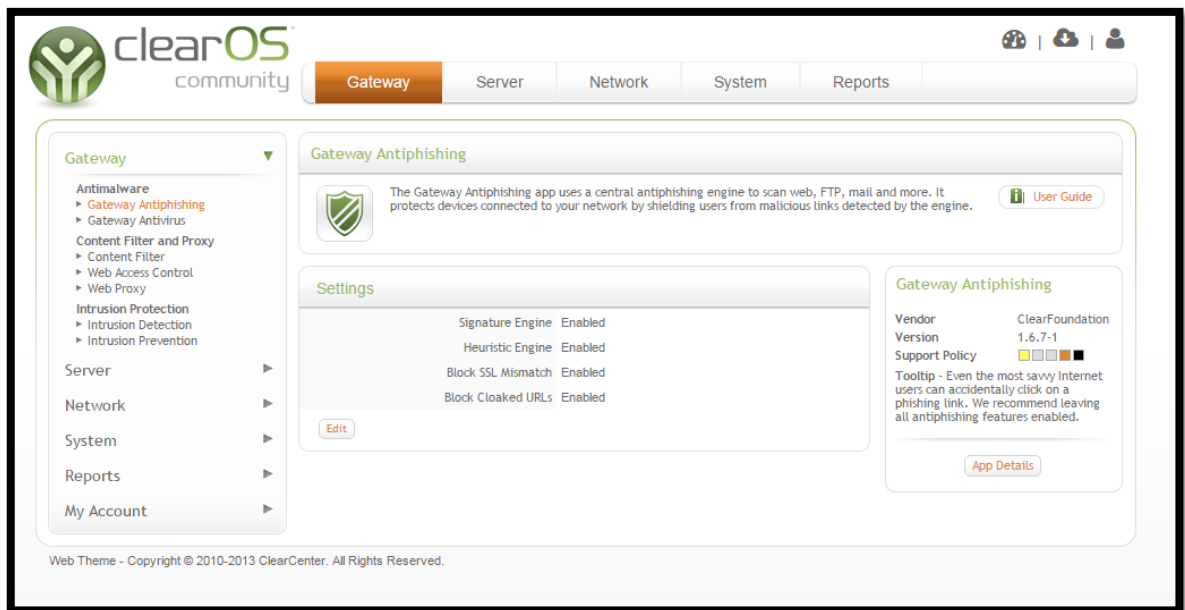 clearOS
community
Gateway
Server
Network
System
Reports
Gateway
Antimalware
Gateway Antiphishing
Gateway Antivirus
Content Filter and Proxy
Content Filter
Web Access Control
Web Proxy
Intrusion Protection
Intrusion Detection
Intrusion Prevention
Server
Network
System
Reports
My Account
Gateway Antiphishing
The Gateway Antiphishing app uses a central antiphishing engine to scan web, FTP, mail and more. It
protects devices connected to your network by shielding users from malicious links detected by the engine.
User Guide
Settings
Signature Engine Enabled
Heuristic Engine Enabled
Block SSL Mismatch Enabled
Block Cloaked URLs Enabled
Edit
Gateway Antiphishing
Vendor ClearFoundation
Version 1.6.7-1
Support Policy
Tooltip - Even the most savvy Internet
users can accidentally click on a
phishing link. We recommend leaving
all antiphishing features enabled.
App Details
Web Theme - Copyright © 2010-2013 ClearCenter. All Rights Reserved.